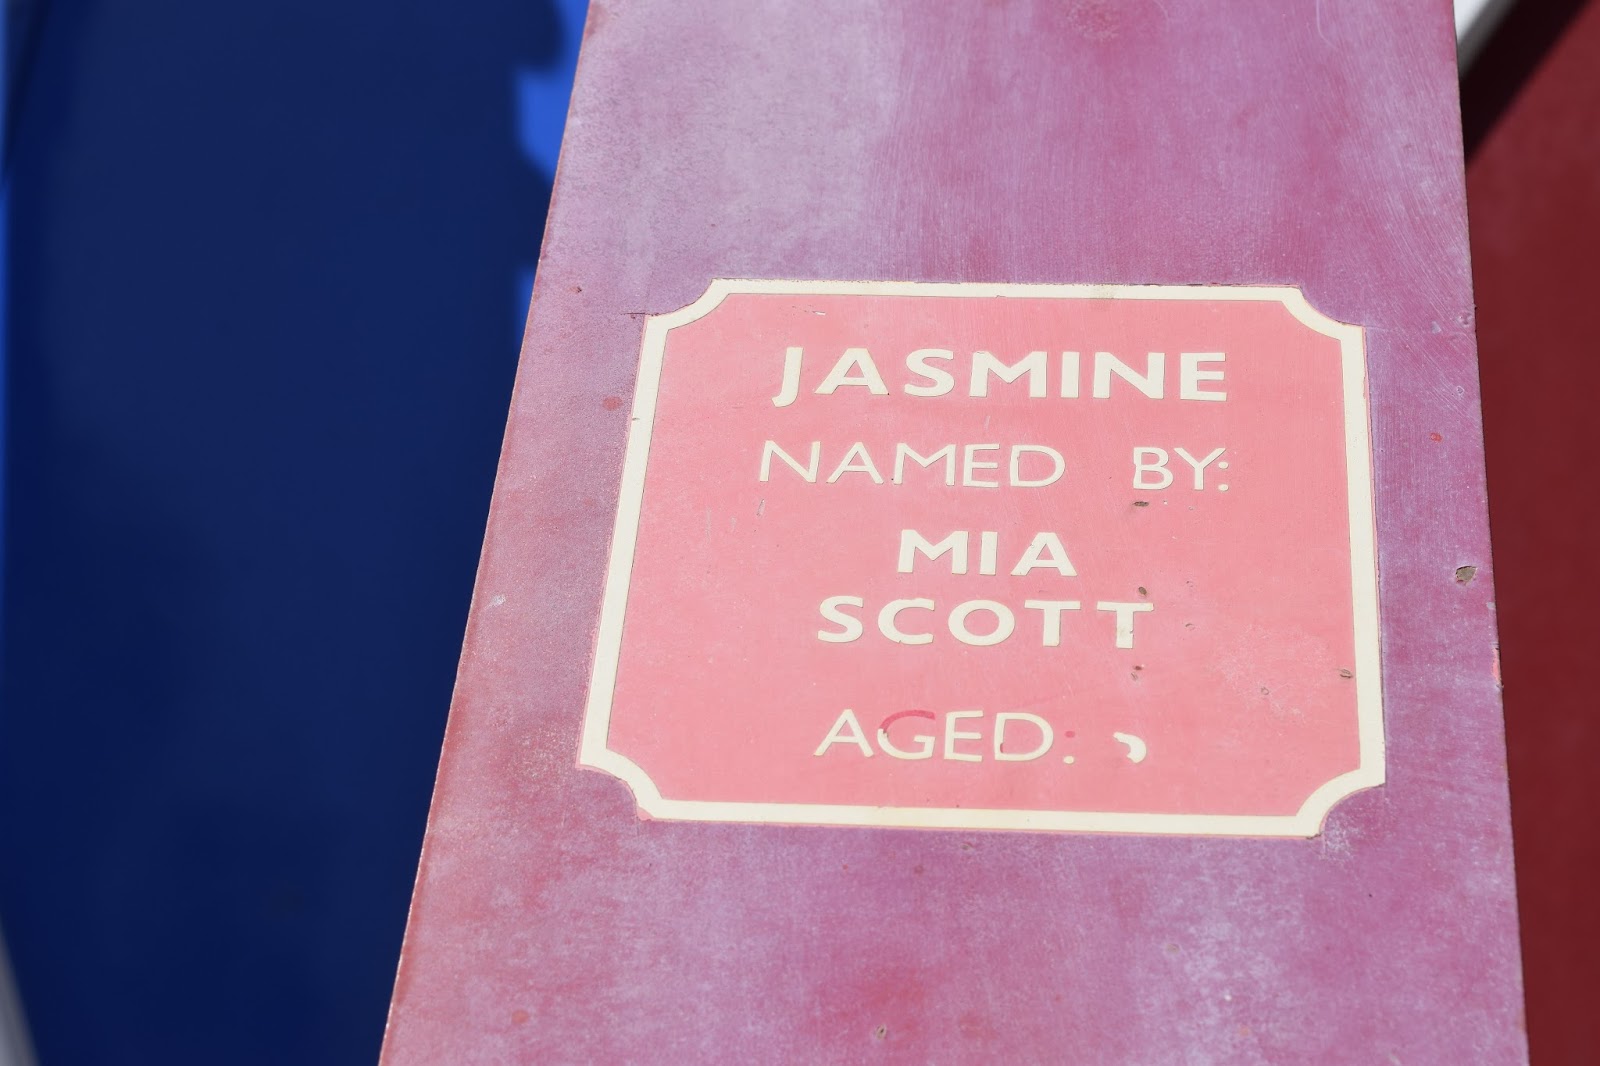 JASMINE
NAMED BY:
MIA
SCOTT
AGED: